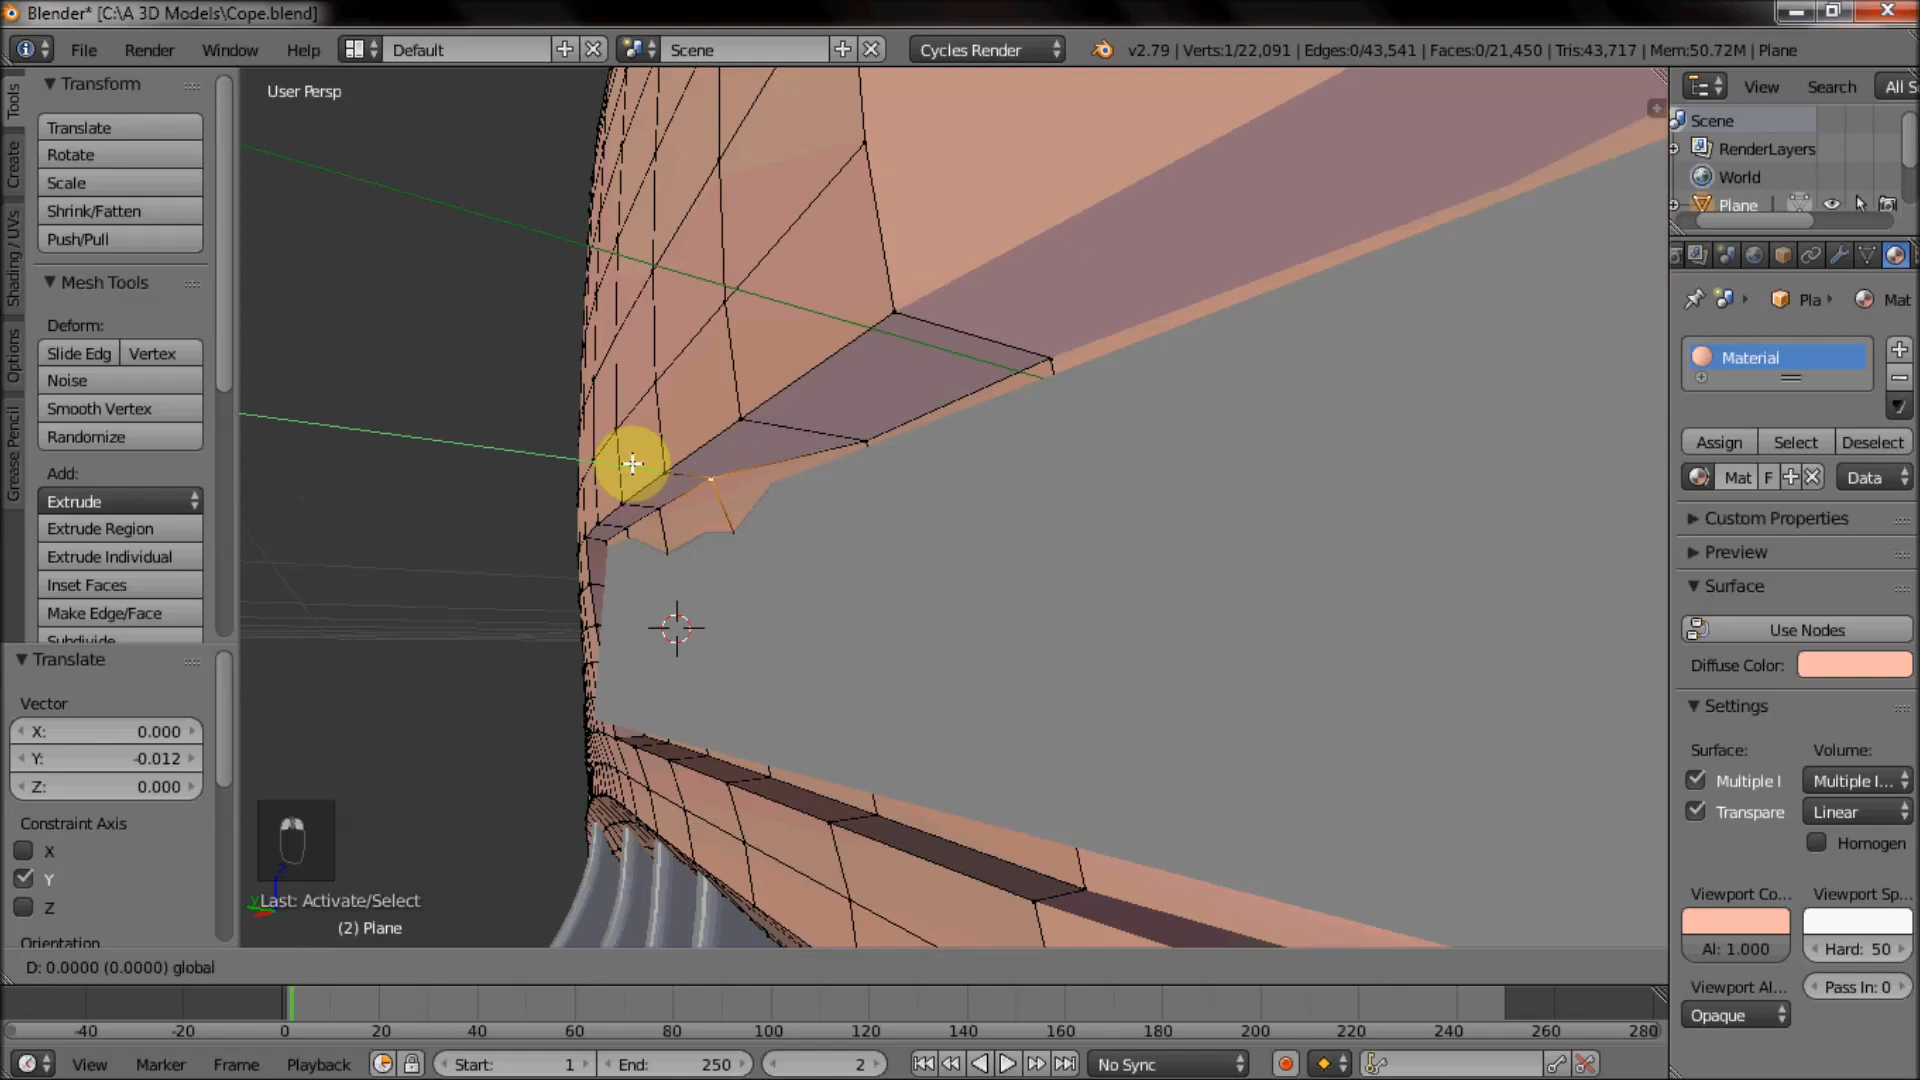 Blender* [C:\A 3D Models\Cope.blend]
File Render Window Help Default Scene Cycles Render v2.79 | Verts:1/22,091 | Edges:0/43,541 | Faces:0/21,450 | Tris:43,717 | Mem:50.72M | Plane
Tools
Create
Shading / UVs
Options
Grease Pencil
Transform
Translate
Rotate
Scale
Shrink/Fatten
Push/Pull
Mesh Tools
Deform:
Slide Edg Vertex
Noise
Smooth Vertex
Randomize
Add:
Extrude
Extrude Region
Extrude Individual
Inset Faces
Make Edge/Face
Subdivide
Translate
Vector
X: 0.000
Y: -0.012
Z: 0.000
Constraint Axis
X
Y
Z
Orientation
User Persp
Last: Activate/Select
(2) Plane
D: 0.0000 (0.0000) global
View Search All S
Scene
RenderLayers
World
Plane
Pla Mat
Material
Assign Select Deselect
Mat F Data
Custom Properties
Preview
Surface
Use Nodes
Diffuse Color:
Settings
Surface: Volume:
Multiple I Multiple I...
Transpare Linear
Homogen
Viewport Co... Viewport Sp...
Al: 1.000 Hard: 50
Viewport Al... Pass In: 0
Opaque
-40 -20 0 20 40 60 80 100 120 140 160 180 200 220 240 260 280
View Marker Frame Playback Start: 1 End: 250 2 No Sync